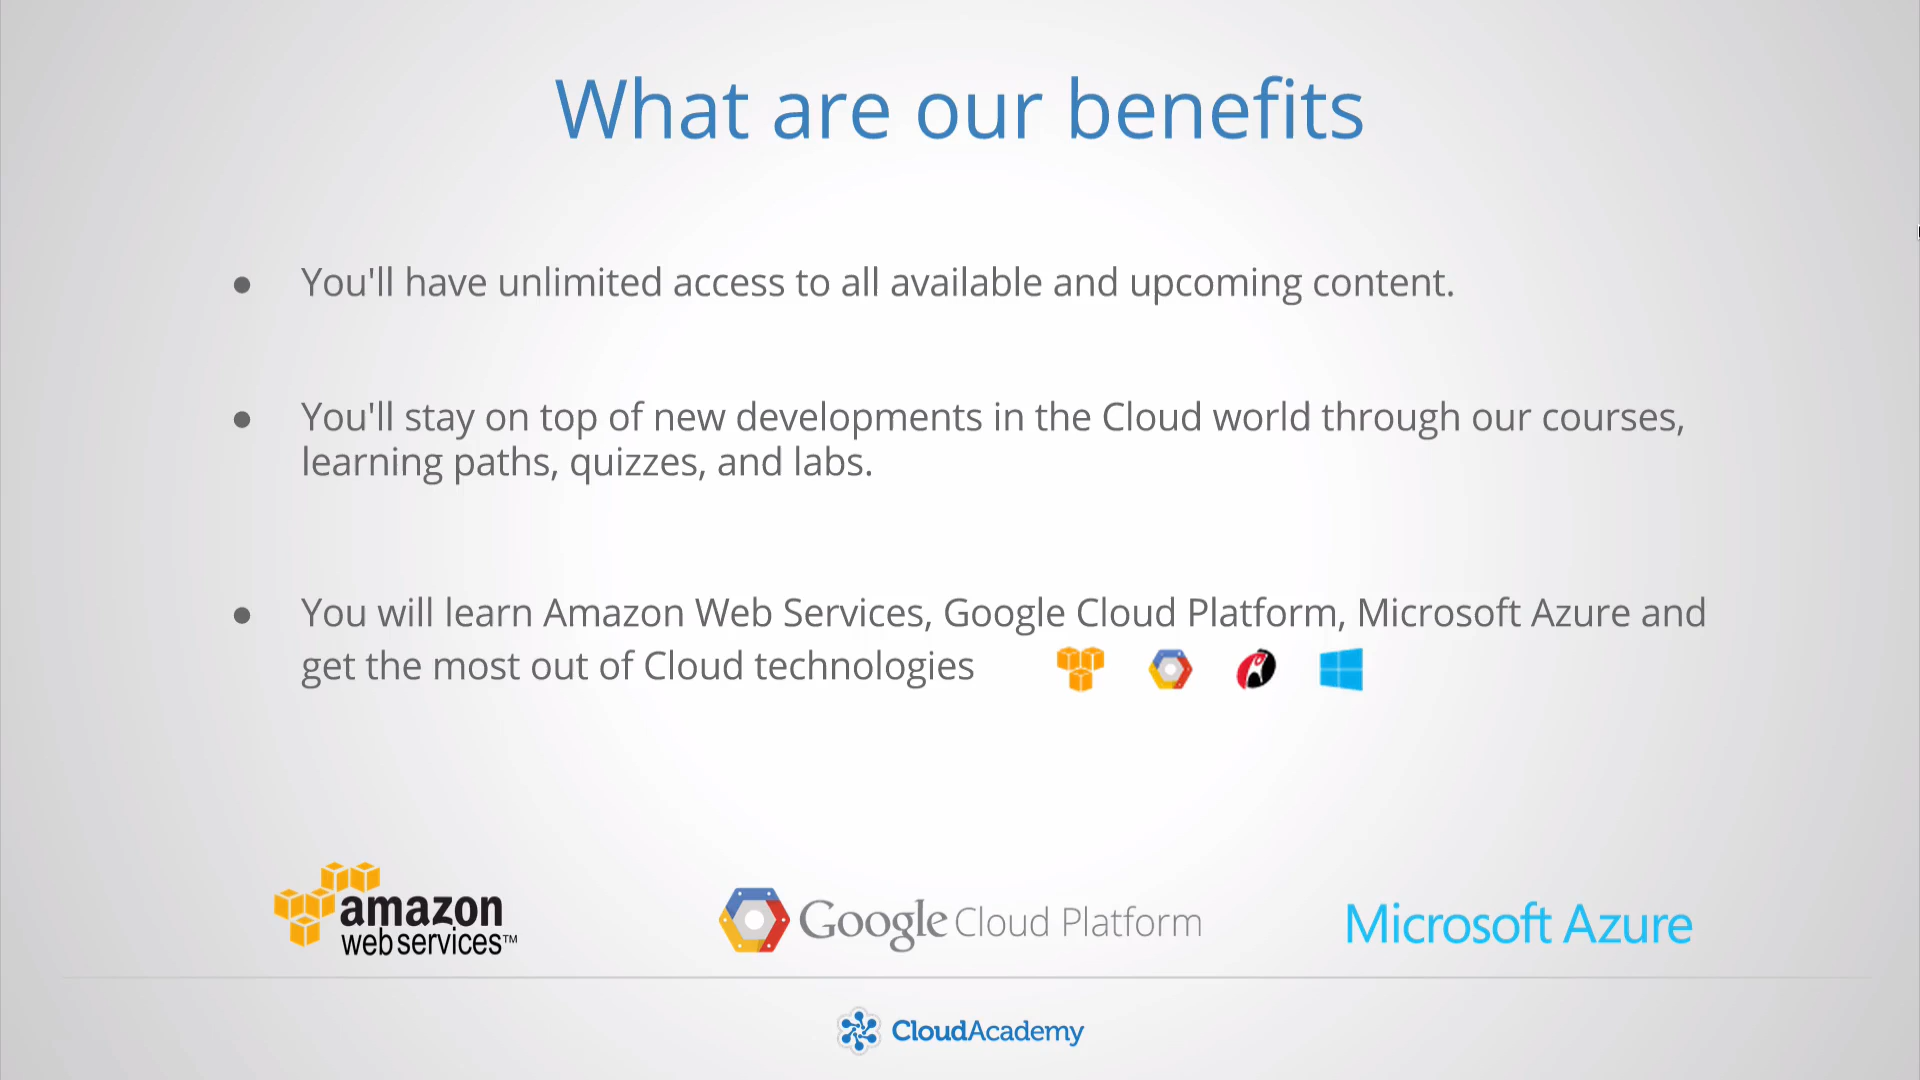 What are our benefits
● You'll have unlimited access to all available and upcoming content.
● You'll stay on top of new developments in the Cloud world through our courses,
learning paths, quizzes, and labs.
● You will learn Amazon Web Services, Google Cloud Platform, Microsoft Azure and
get the most out of Cloud technologies
amazon
web services™
Google Cloud Platform
Microsoft Azure
CloudAcademy